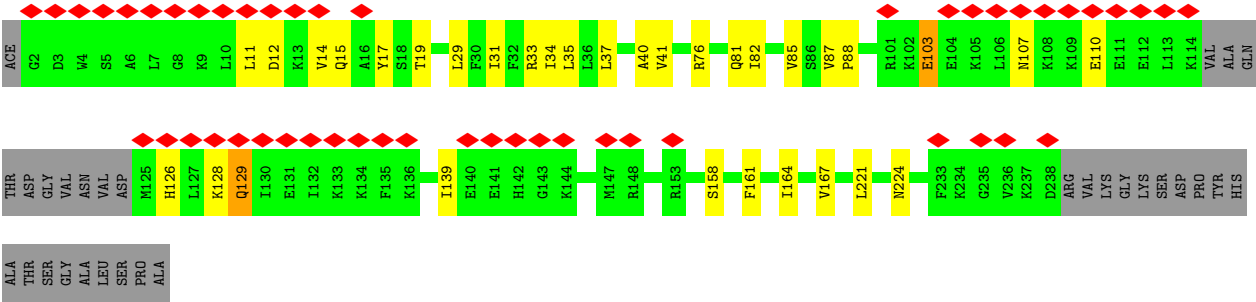 ACE G2 D3 W4 S5 A6 L7 G8 K9 L10 L11 D12 K13 V14 Q15 A16 Y17 S18 T19 L29 F30 I31 F32 R33 I34 L35 L36 L37 A40 V41 R76 Q81 I82 V85 S86 V87 P88 R101 K102 E103 E104 K105 L106 N107 K108 K109 E110 E111 E112 L113 K114 VAL ALA GLN
THR ASP GLY VAL ASN VAL ASP M125 H126 L127 K128 Q129 I130 E131 I132 K133 K134 F135 K136 I139 E140 E141 H142 G143 K144 M147 R148 R153 S158 F161 I164 V167 L221 N224 F233 K234 G235 V236 K237 D238 ARG VAL LYS GLY LYS SER ASP PRO TYR HIS
ALA THR SER GLY ALA LEU SER PRO ALA